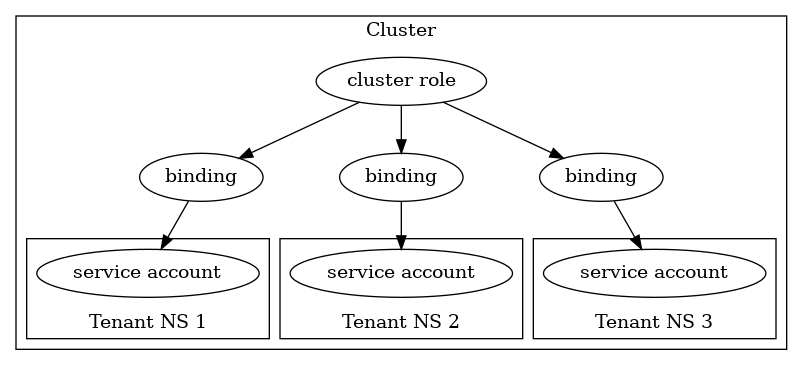 Cluster
cluster role
binding
binding
binding
service account
service account
service account
Tenant NS 1
Tenant NS 2
Tenant NS 3